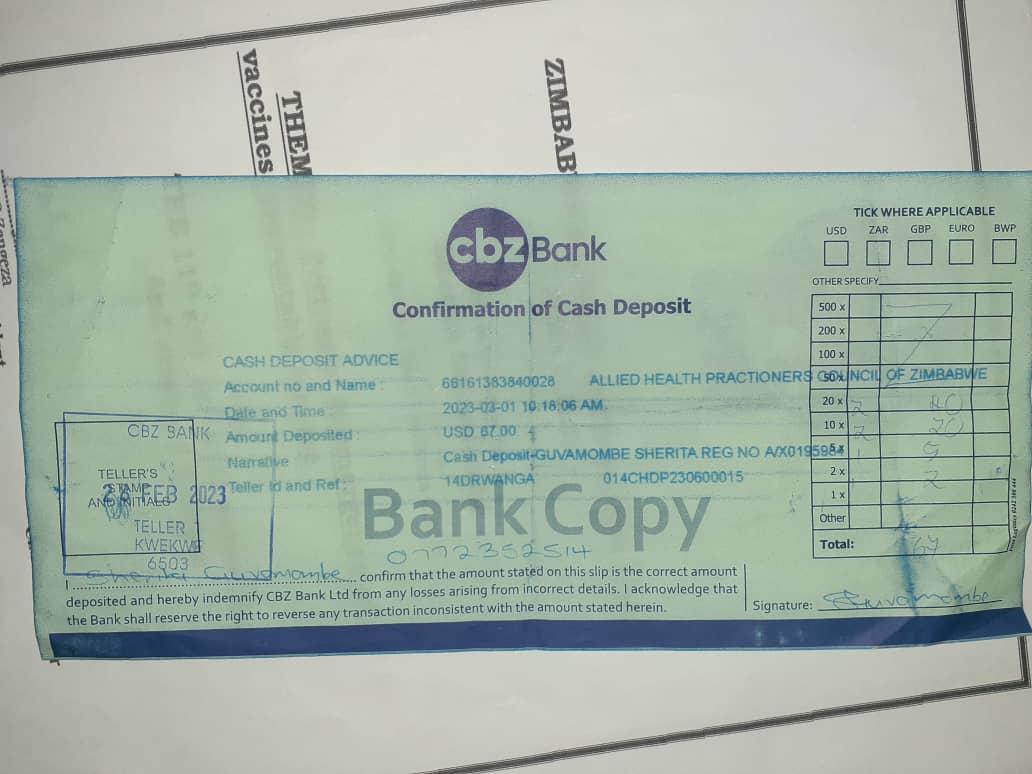 vaccines
THEM
ZIMBAB
cbz Bank
Confirmation of Cash Deposit
TICK WHERE APPLICABLE
USD ZAR GBP EURO BWP
OTHER SPECIFY
500 x
200 x
100 x
50 x
20 x 2 40
10 x 2 20
5 x 1 5
2 x 2
1 x
Other
Total: 67
CASH DEPOSIT ADVICE
Account no and Name : 66161383840028 ALLIED HEALTH PRACTIONERS COUNCIL OF ZIMBABWE
Date and Time : 2023-03-01 10:18:06 AM
Amount Deposited : USD 67.00
Narrative Cash Deposit-GUVAMOMBE SHERITA REG NO A/X0195984
Teller Id and Ref : 14DRWANGA 014CHDP230600015
CBZ BANK
TELLER'S
STAMP
AND INITIALS
28 FEB 2023
TELLER 1
KWEKWE
6503
Bank Copy
0772352514
I Sherita Guvamombe confirm that the amount stated on this slip is the correct amount
deposited and hereby indemnify CBZ Bank Ltd from any losses arising from incorrect details. I acknowledge that
the Bank shall reserve the right to reverse any transaction inconsistent with the amount stated herein.
Signature: SGuvamombe